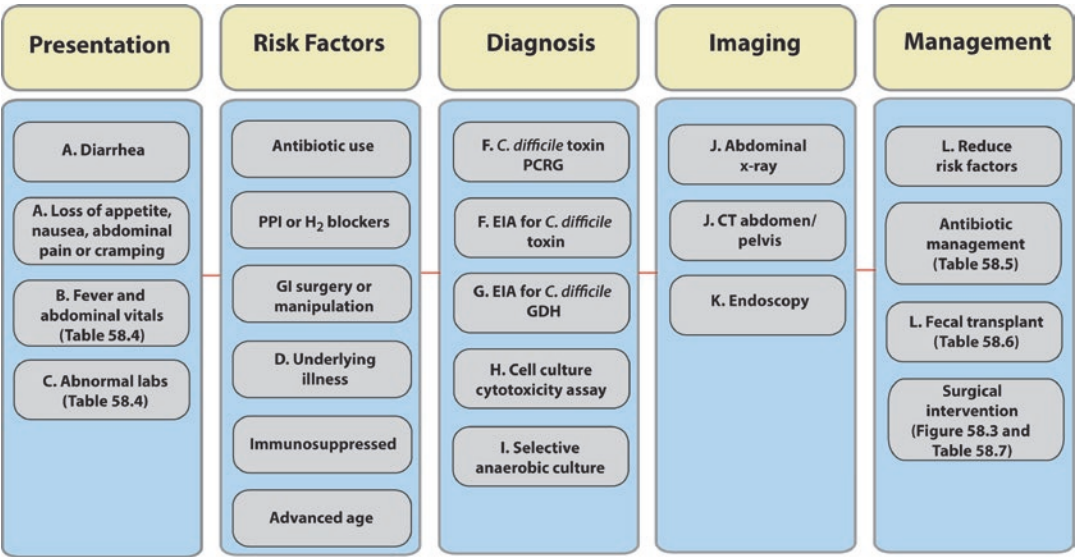 Presentation
A. Diarrhea
A. Loss of appetite,
nausea, abdominal
pain or cramping
B. Fever and
abdominal vitals
(Table 58.4)
C. Abnormal labs
(Table 58.4)
Risk Factors
Antibiotic use
PPI or H₂ blockers
GI surgery or
manipulation
D. Underlying
illness
Immunosuppressed
Advanced age
Diagnosis
F. C. difficile toxin
PCRG
F. EIA for C. difficile
toxin
G. EIA for C. difficile
GDH
H. Cell culture
cytotoxicity assay
I. Selective
anaerobic culture
Imaging
J. Abdominal
x-ray
J. CT abdomen/
pelvis
K. Endoscopy
Management
L. Reduce
risk factors
Antibiotic
management
(Table 58.5)
L. Fecal transplant
(Table 58.6)
Surgical
intervention
(Figure 58.3 and
Table 58.7)